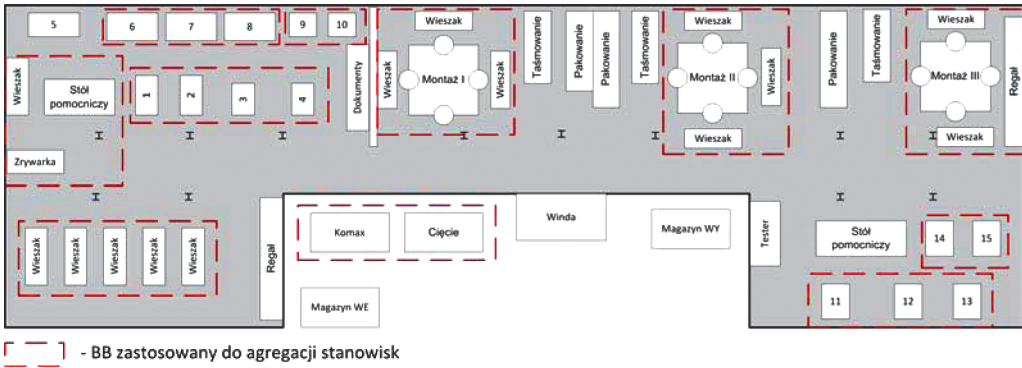 5
6
7
8
9
10
Wieszak
Stół
pomocniczy
1
2
3
4
Dokumenty
Zrywarka
Wieszak
Wieszak
Wieszak
Wieszak
Wieszak
Regał
Wieszak
Wieszak
Montaż I
Wieszak
Taśmowanie
Pakowanie
Pakowanie
Taśmowanie
Wieszak
Montaż II
Wieszak
Wieszak
Pakowanie
Taśmowanie
Wieszak
Montaż III
Wieszak
Regał
Komax
Cięcie
Magazyn WE
Winda
Magazyn WY
Tester
Stół
pomocniczy
14
15
11
12
13
- BB zastosowany do agregacji stanowisk